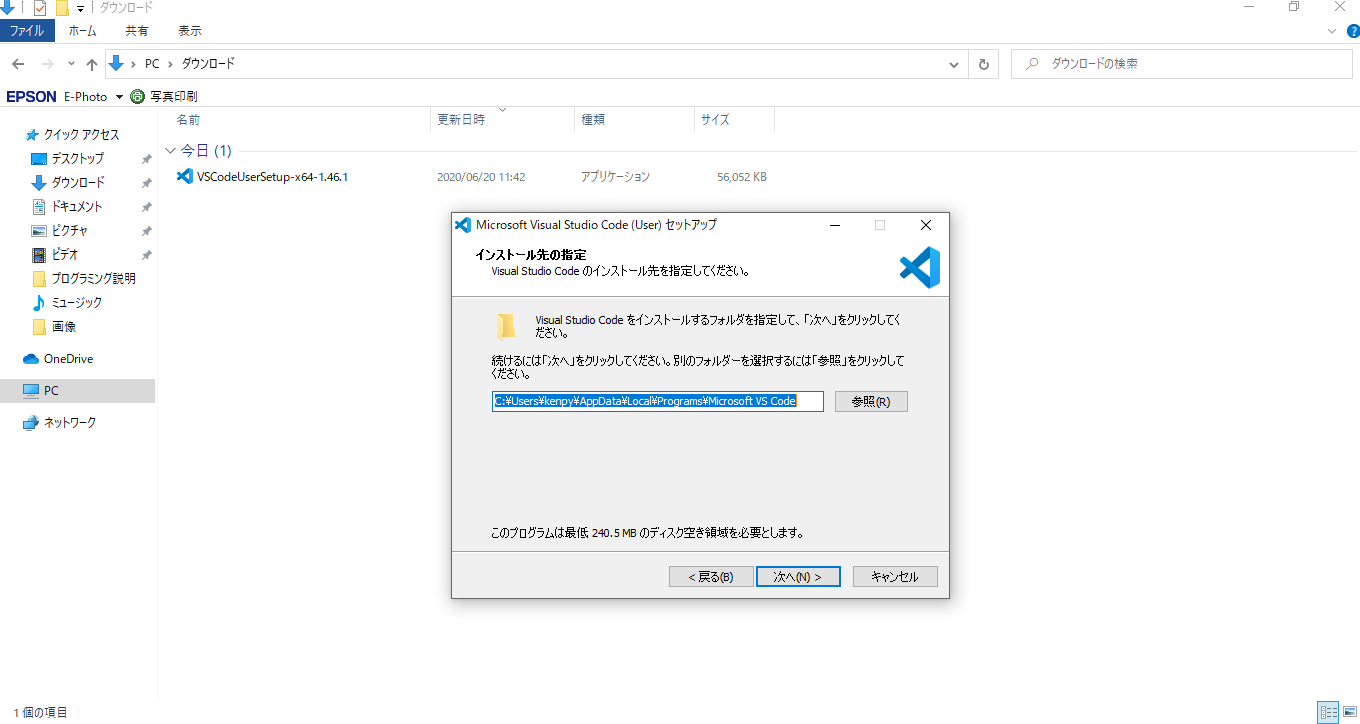 ダウンロード
ファイル ホーム 共有 表示
PC › ダウンロード
ダウンロードの検索
EPSON E-Photo 写真印刷
名前 更新日時 種類 サイズ
クイック アクセス
デスクトップ
ダウンロード
ドキュメント
ピクチャ
ビデオ
プログラミング説明
ミュージック
画像
OneDrive
PC
ネットワーク
今日 (1)
VSCodeUserSetup-x64-1.46.1 2020/06/20 11:42 アプリケーション 56,052 KB
Microsoft Visual Studio Code (User) セットアップ
インストール先の指定
Visual Studio Code のインストール先を指定してください。
Visual Studio Code をインストールするフォルダを指定して、「次へ」をクリックしてく
ださい。
続けるには「次へ」をクリックしてください。別のフォルダーを選択するには「参照」をクリックして
ください。
C:¥Users¥kenpy¥AppData¥Local¥Programs¥Microsoft VS Code
参照(R)
このプログラムは最低 240.5 MB のディスク空き領域を必要とします。
< 戻る(B) 次へ(N) > キャンセル
1 個の項目